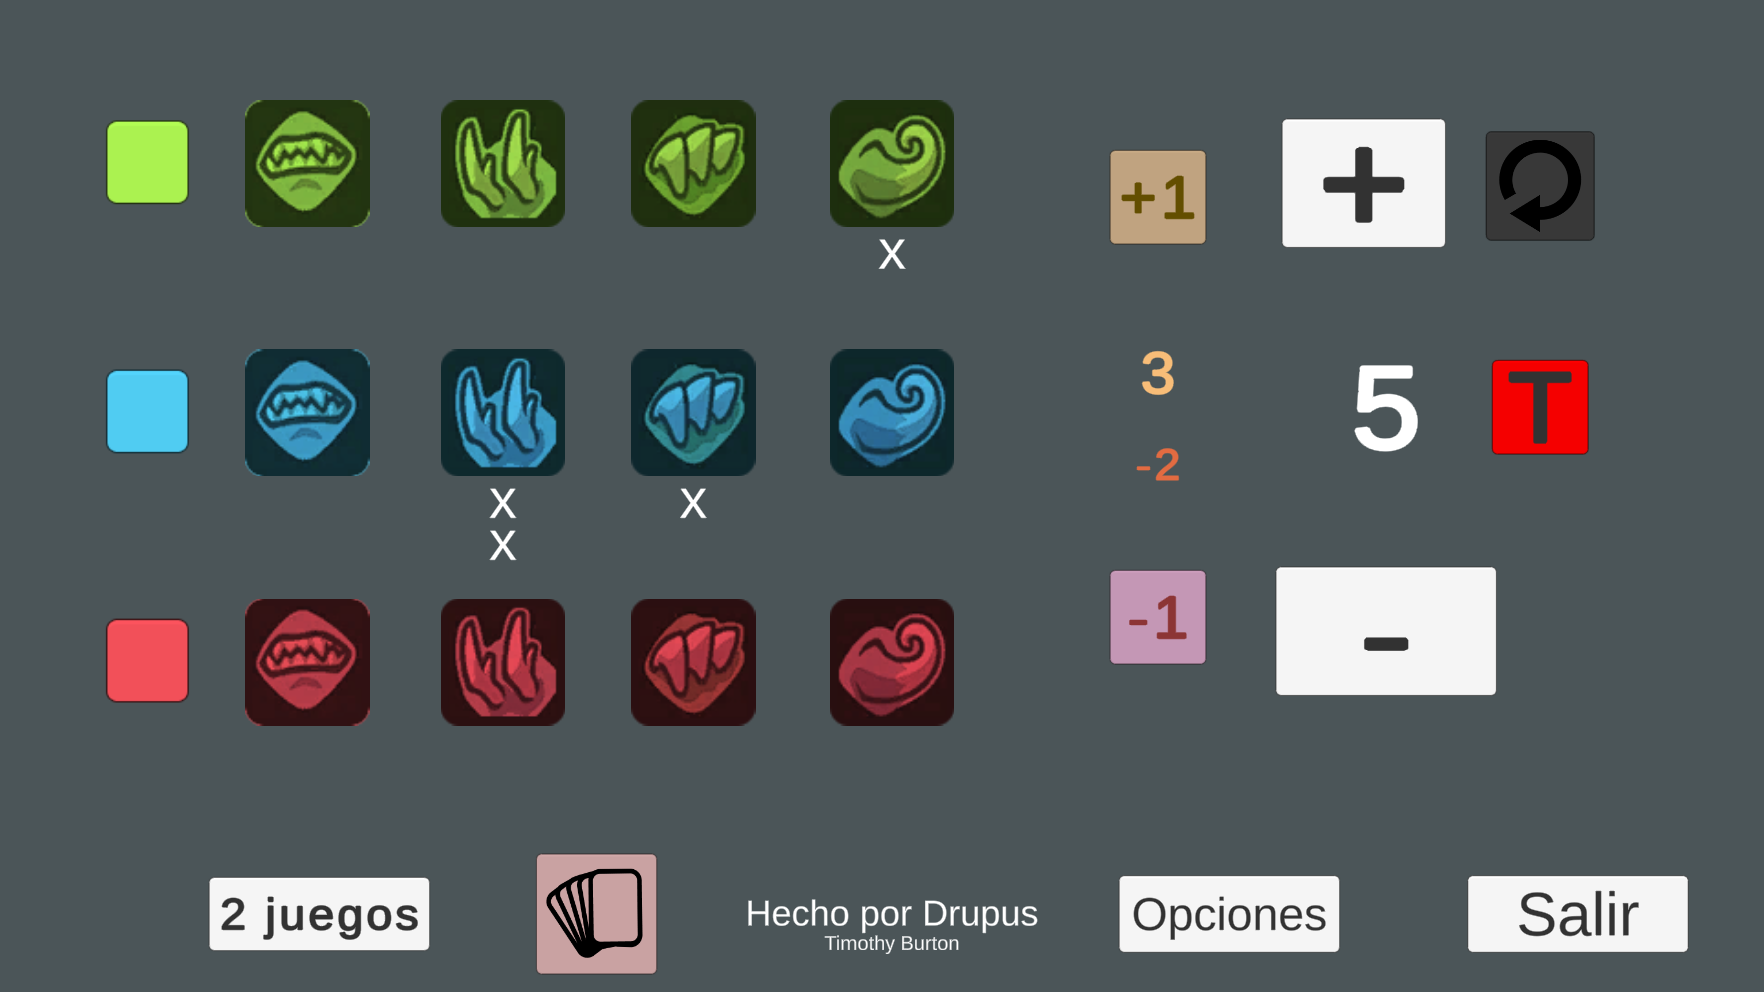 X
X X
X
+1
+
3
5
T
-2
-1
-
2 juegos
Hecho por Drupus
Timothy Burton
Opciones
Salir